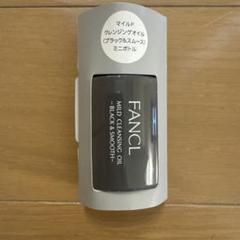 マイルド
クレンジングオイル
〈ブラック&スムース〉
ミニボトル
FANCL
MILD CLEANSING OIL
-BLACK & SMOOTH-